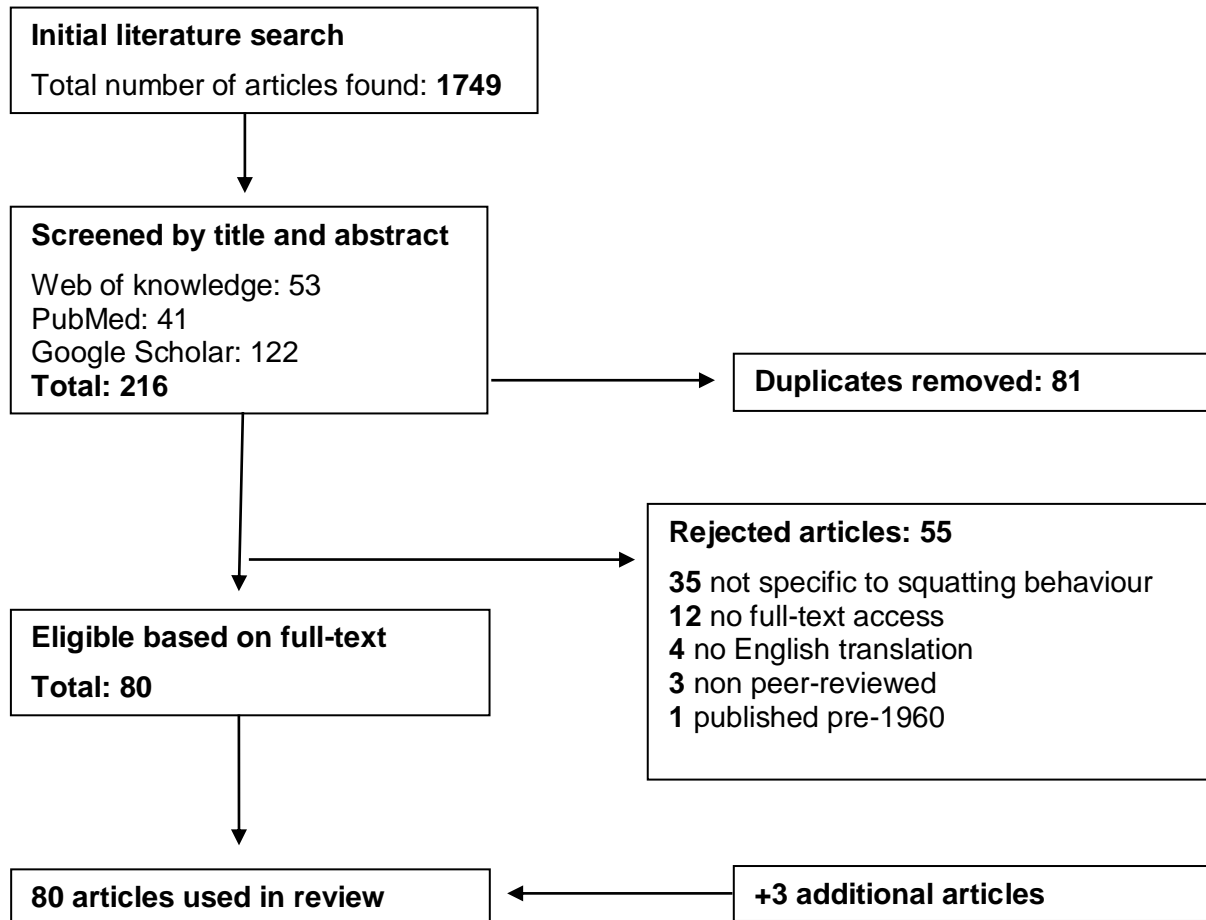 Initial literature search
Total number of articles found: 1749
Screened by title and abstract
Web of knowledge: 53
PubMed: 41
Google Scholar: 122
Total: 216
Duplicates removed: 81
Rejected articles: 55
35 not specific to squatting behaviour
12 no full-text access
4 no English translation
3 non peer-reviewed
1 published pre-1960
Eligible based on full-text
Total: 80
80 articles used in review
+3 additional articles